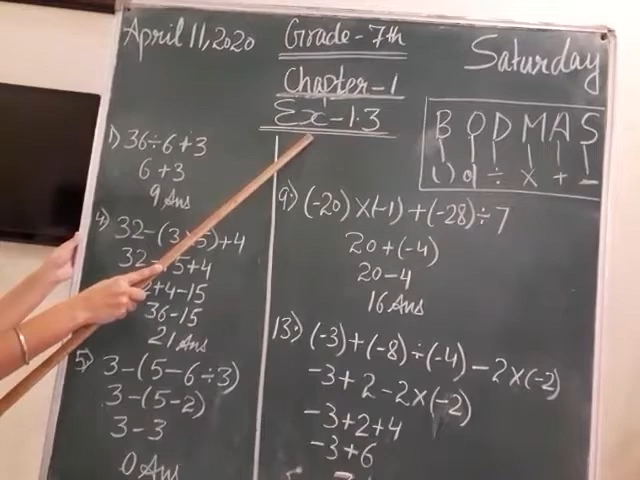 April 11, 2020
Grade-7th
Saturday
Chapter-1
Ex-1.3
B O D M A S
() of ÷ × + −
1) 36÷6+3
6+3
9 Ans
4) 32-(3×5)+4
32-15+4
2+4-15
36-15
21 Ans
5) 3-(5-6÷3)
3-(5-2)
3-3
0 Ans
9) (-20)×(-1)+(-28)÷7
20+(-4)
20-4
16 Ans
13) (-3)+(-8)÷(-4)-2×(-2)
-3+2-2×(-2)
-3+2+4
-3+6